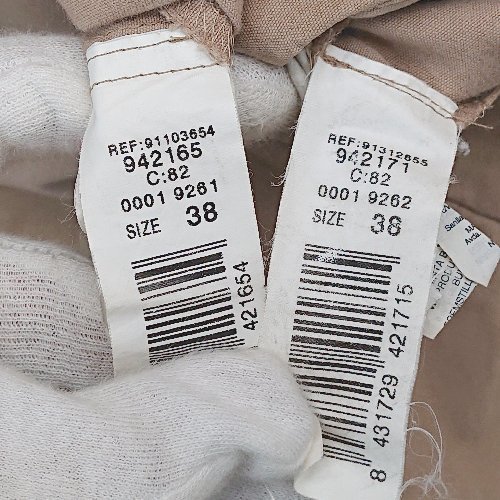 REF:91103654
942165
C:82
0001 9261
SIZE 38
421654
REF:91312655
942171
C:82
0001 9262
SIZE 38
8 431729 421715